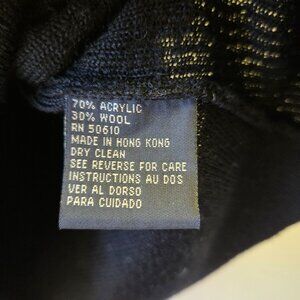 70% ACRYLIC
30% WOOL
RN 50610
MADE IN HONG KONG
DRY CLEAN
SEE REVERSE FOR CARE
INSTRUCTIONS AU DOS
VER AL DORSO
PARA CUIDADO